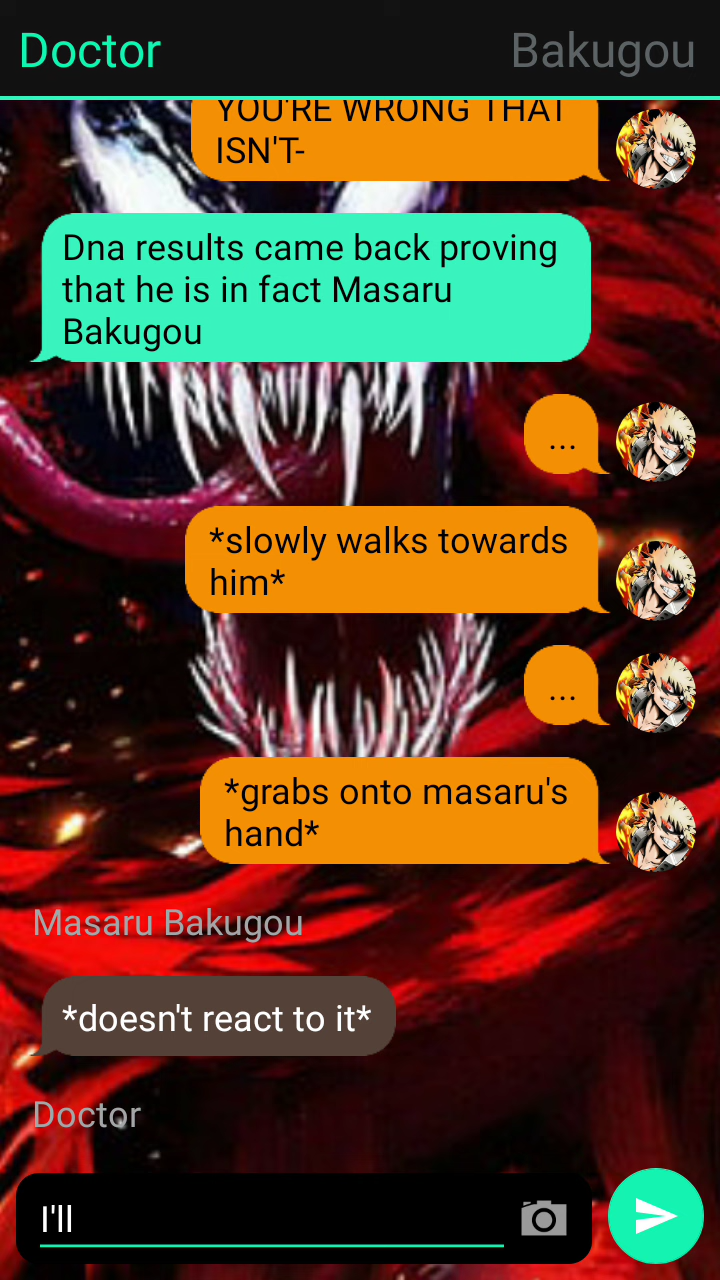 Doctor Bakugou
YOU'RE WRONG THAT
ISN'T-
Dna results came back proving
that he is in fact Masaru
Bakugou
...
*slowly walks towards
him*
...
*grabs onto masaru's
hand*
Masaru Bakugou
*doesn't react to it*
Doctor
I'll